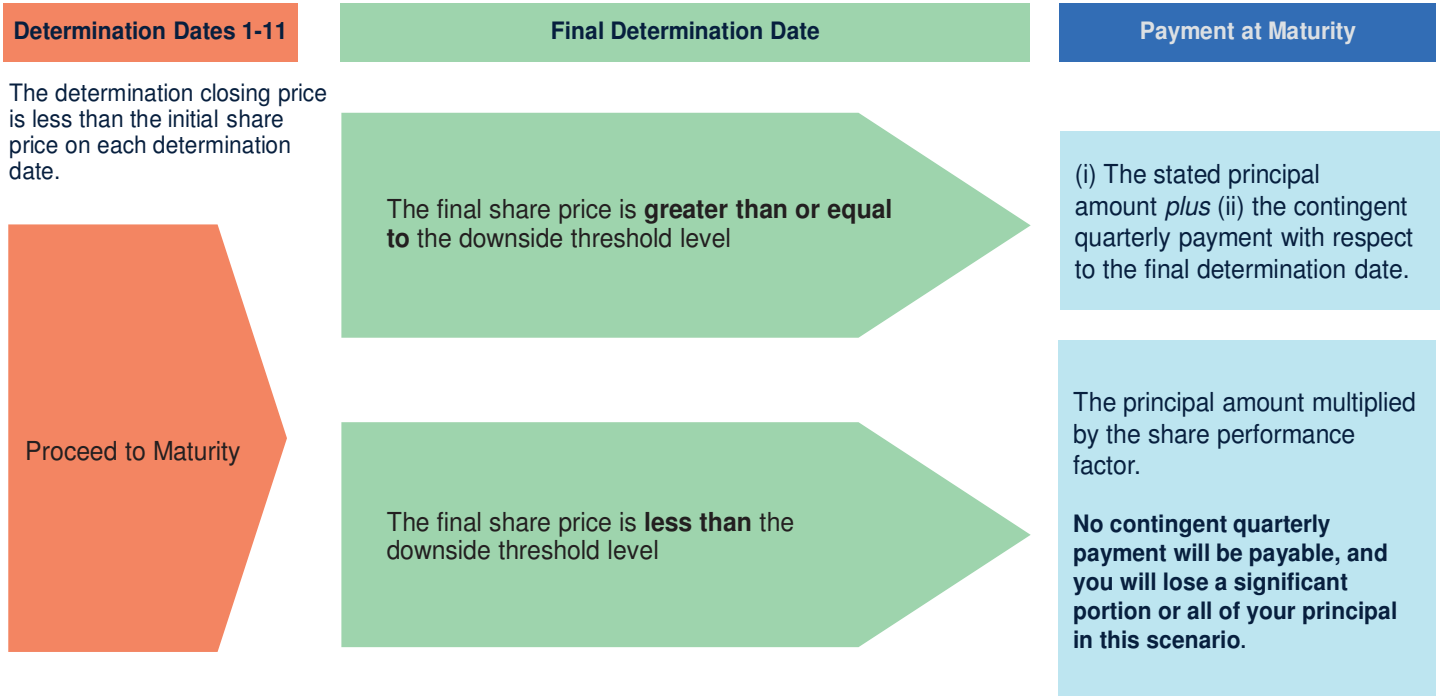 Determination Dates 1-11
Final Determination Date
Payment at Maturity
The determination closing price
is less than the initial share
price on each determination
date.
Proceed to Maturity
The final share price is greater than or equal
to the downside threshold level
(i) The stated principal
amount plus (ii) the contingent
quarterly payment with respect
to the final determination date.
The final share price is less than the
downside threshold level
The principal amount multiplied
by the share performance
factor.
No contingent quarterly
payment will be payable, and
you will lose a significant
portion or all of your principal
in this scenario.